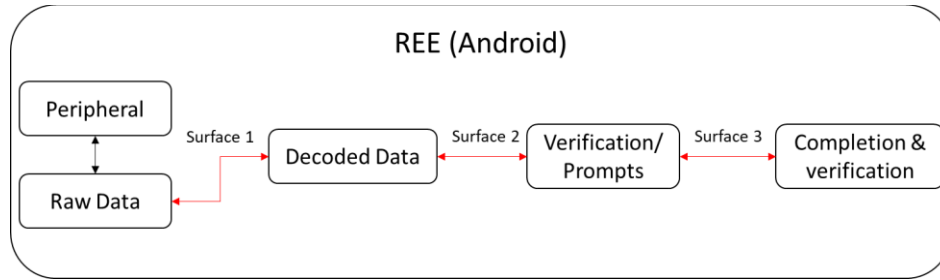 REE (Android)
Peripheral
Surface 1
Surface 2
Surface 3
Decoded Data
Verification/
Prompts
Completion &
verification
Raw Data